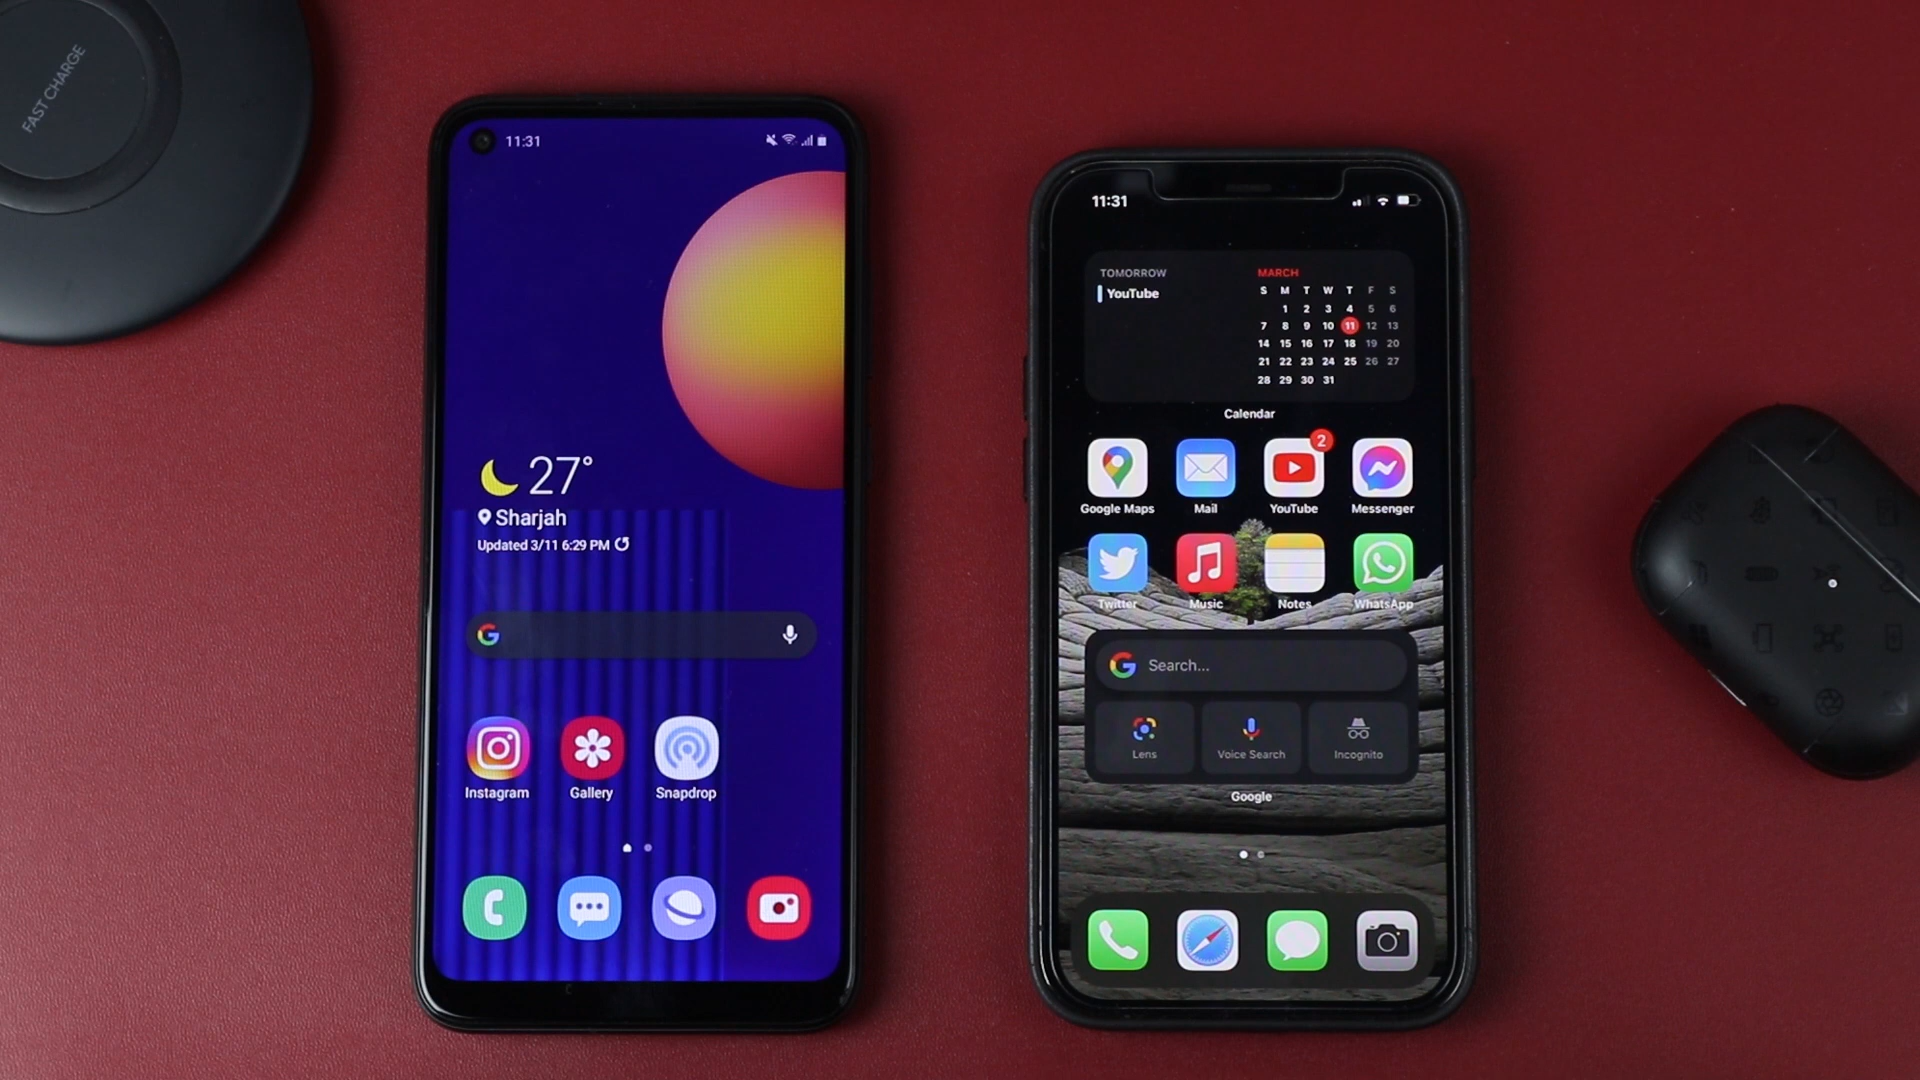 FAST CHARGE
11:31
27°
Sharjah
Updated 3/11 6:29 PM
Instagram
Gallery
Snapdrop
11:31
TOMORROW
YouTube
MARCH
S M T W T F S
1 2 3 4 5 6
7 8 9 10 11 12 13
14 15 16 17 18 19 20
21 22 23 24 25 26 27
28 29 30 31
Calendar
2
Google Maps
Mail
YouTube
Messenger
Twitter
Music
Notes
WhatsApp
Search...
Lens
Voice Search
Incognito
Google